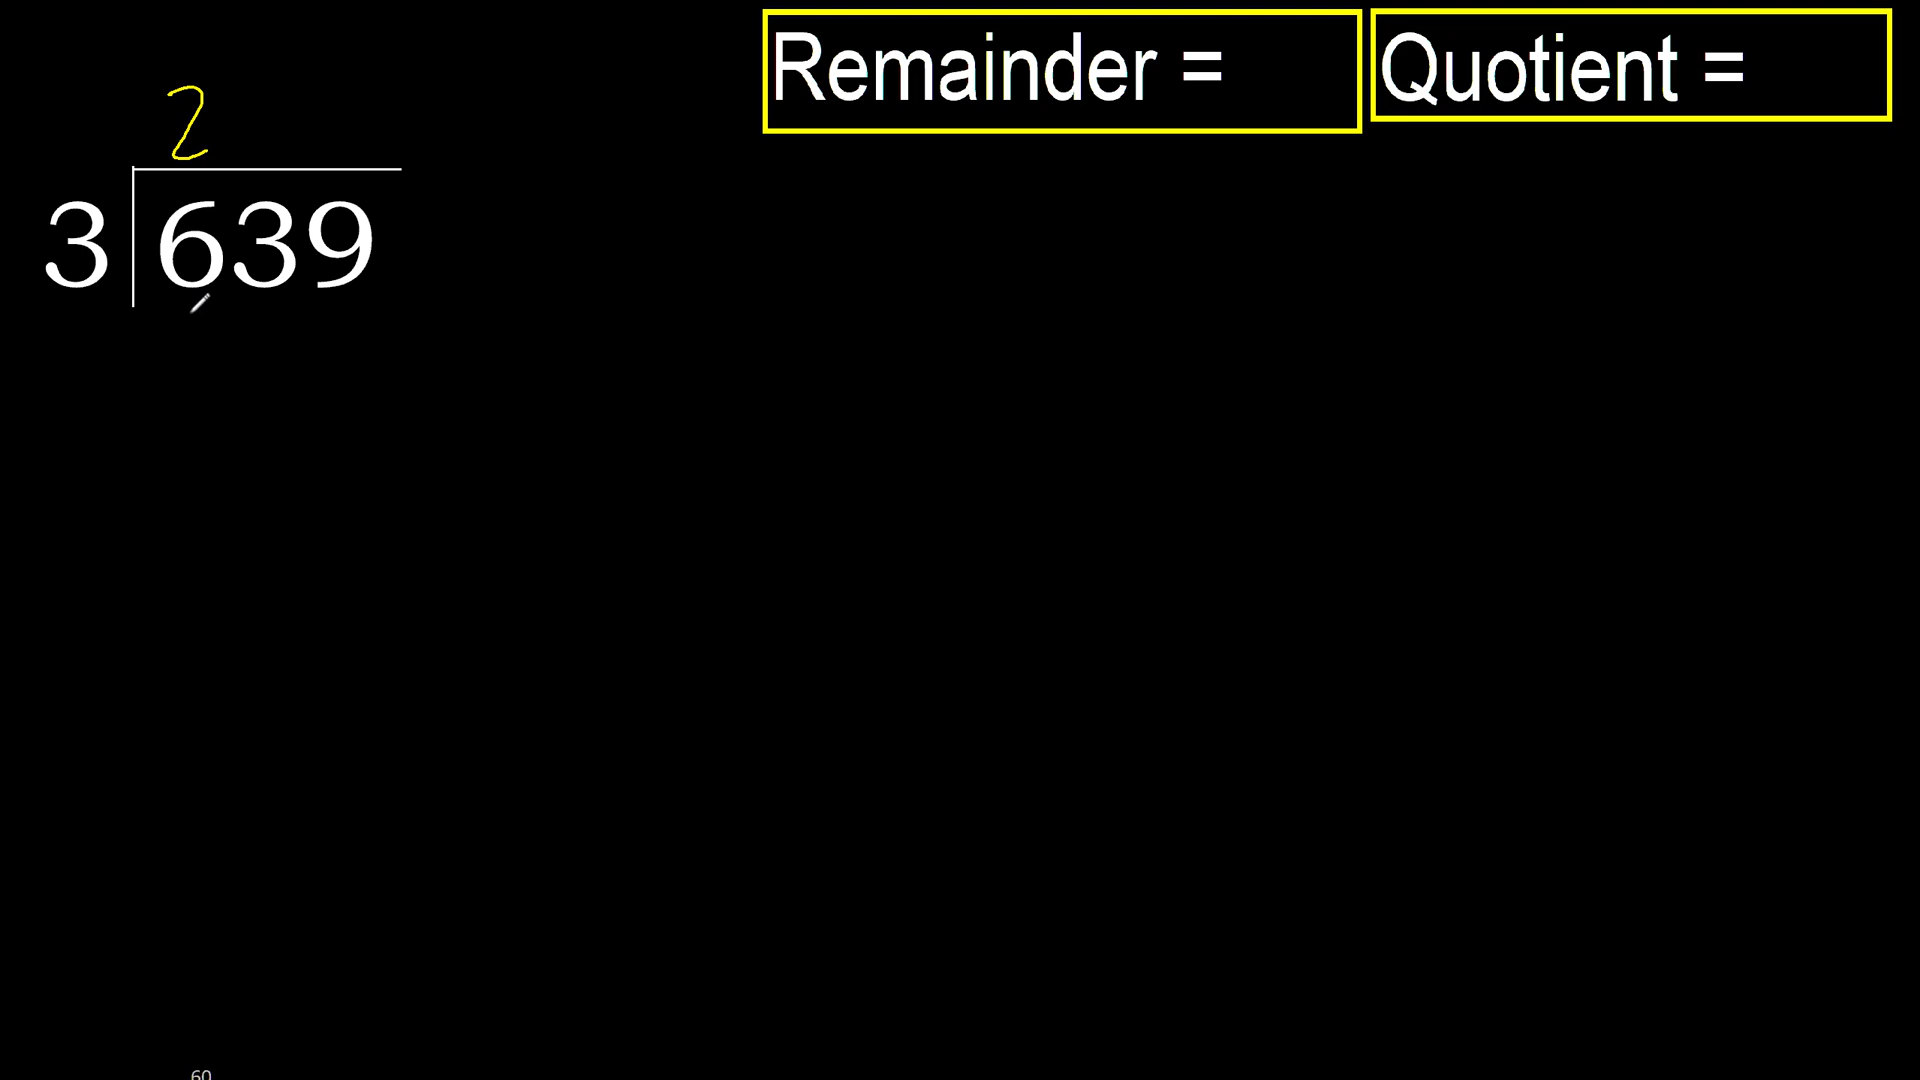 Remainder = Quotient =
2
3 639
60